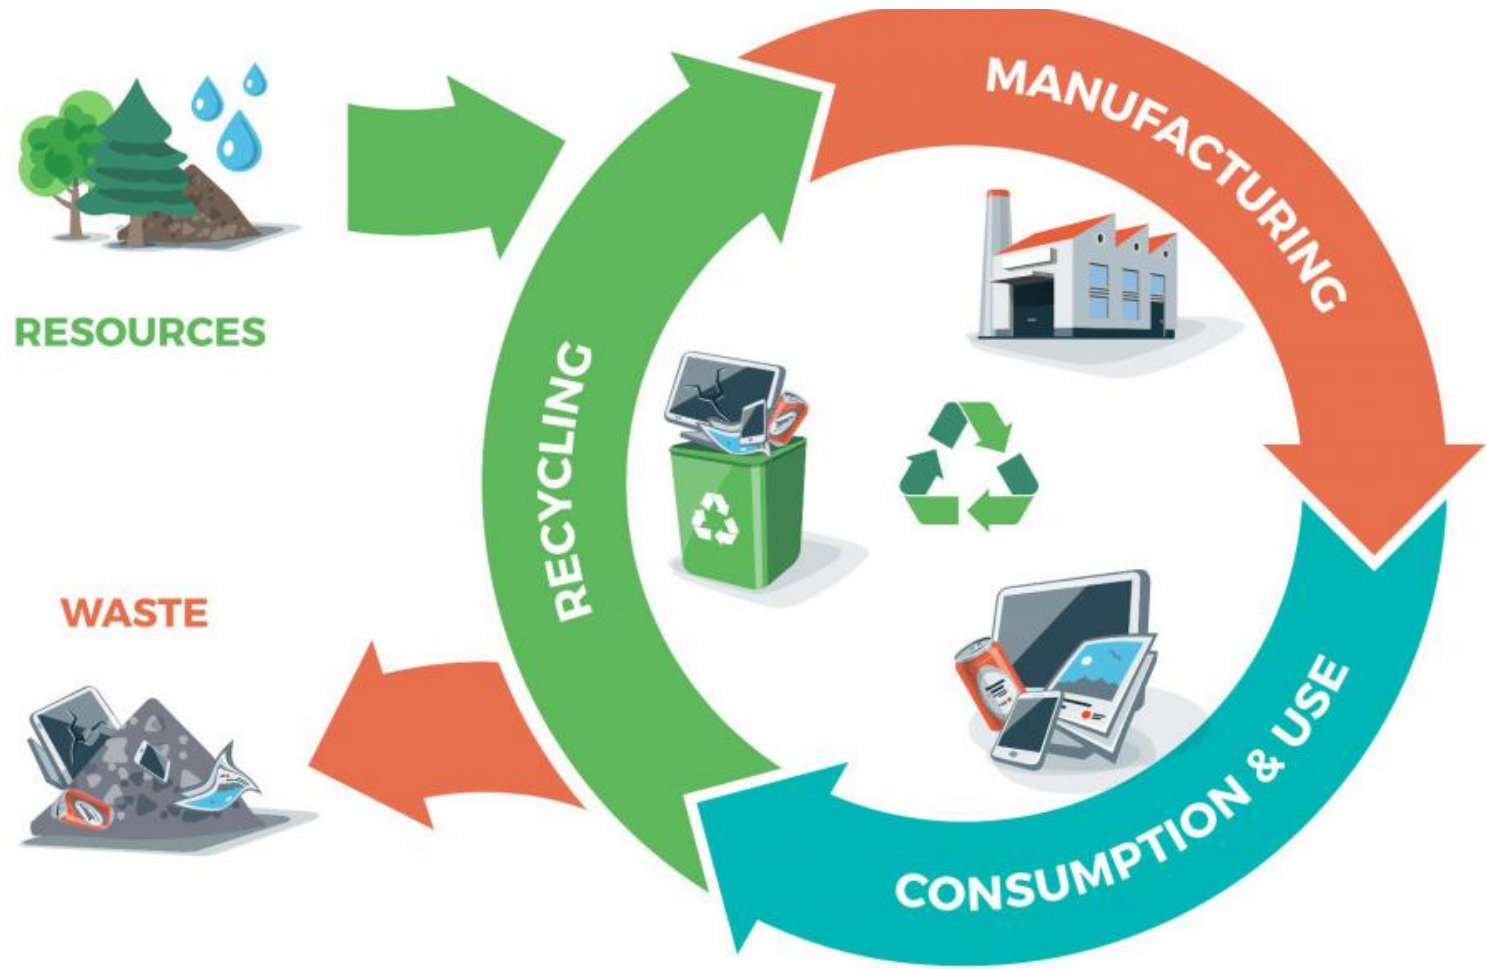 RESOURCES
MANUFACTURING
RECYCLING
WASTE
CONSUMPTION & USE